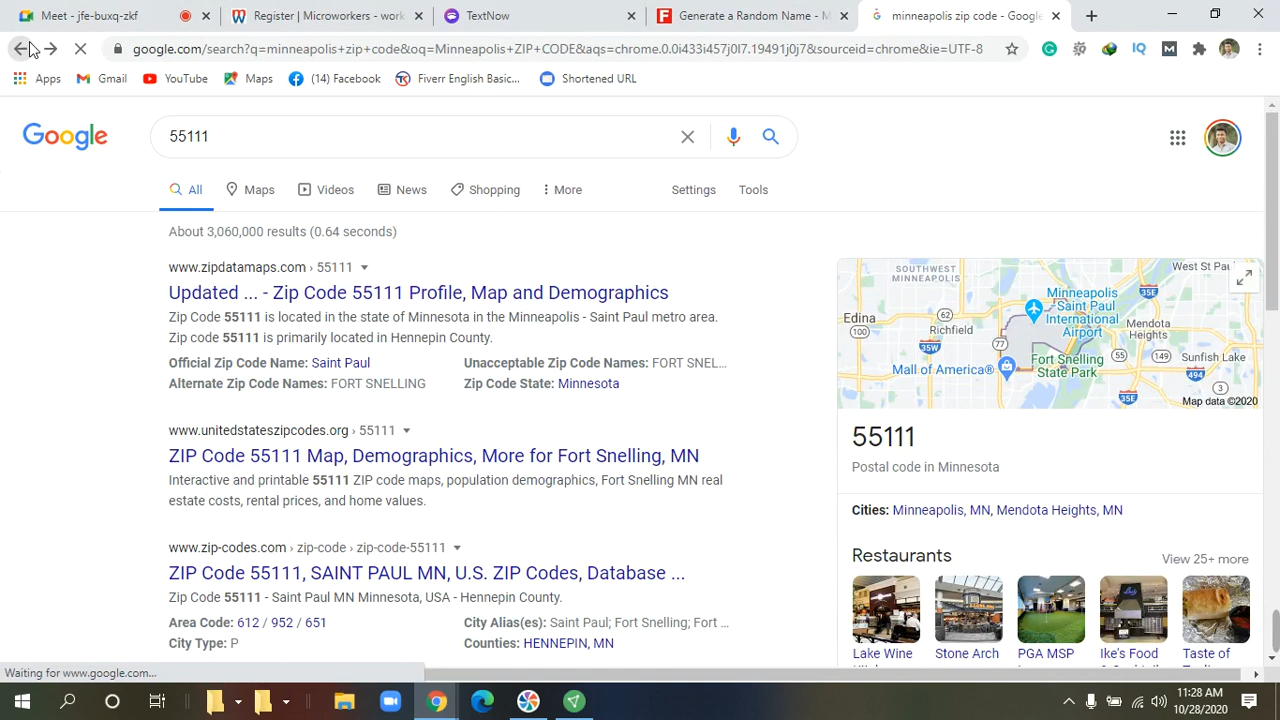 Meet - jfe-buxq-zkf
Register | Microworkers - work
TextNow
Generate a Random Name - M
minneapolis zip code - Google
google.com/search?q=minneapolis+zip+code&oq=Minneapolis+ZIP+CODE&aqs=chrome.0.0i433i457j0l7.19491j0j7&sourceid=chrome&ie=UTF-8
Apps
Gmail
YouTube
Maps
(14) Facebook
Fiverr English Basic...
Shortened URL
Google
55111
All
Maps
Videos
News
Shopping
More
Settings
Tools
About 3,060,000 results (0.64 seconds)
www.zipdatamaps.com › 55111
Updated ... - Zip Code 55111 Profile, Map and Demographics
Zip Code 55111 is located in the state of Minnesota in the Minneapolis - Saint Paul metro area.
Zip code 55111 is primarily located in Hennepin County.
Official Zip Code Name: Saint Paul
Unacceptable Zip Code Names: FORT SNEL...
Alternate Zip Code Names: FORT SNELLING
Zip Code State: Minnesota
www.unitedstateszipcodes.org › 55111
ZIP Code 55111 Map, Demographics, More for Fort Snelling, MN
Interactive and printable 55111 ZIP code maps, population demographics, Fort Snelling MN real
estate costs, rental prices, and home values.
www.zip-codes.com › zip-code › zip-code-55111
ZIP Code 55111, SAINT PAUL MN, U.S. ZIP Codes, Database ...
Zip Code 55111 - Saint Paul MN Minnesota, USA - Hennepin County.
Area Code: 612 / 952 / 651
City Alias(es): Saint Paul; Fort Snelling; Fort ...
City Type: P
Counties: HENNEPIN, MN
SOUTHWEST
MINNEAPOLIS
West St Pau
35E
Minneapolis
Saint Paul
International
Airport
Edina
62
100
Richfield
Mendota
Heights
35W
77
55
149
Fort Snelling
State Park
Sunfish Lake
Mall of America®
494
3
35E
Map data ©2020
55111
Postal code in Minnesota
Cities: Minneapolis, MN, Mendota Heights, MN
Restaurants
View 25+ more
Lake Wine
Stone Arch
PGA MSP
Ike's Food
Taste of
Waiting for www.google.com...
11:28 AM
10/28/2020